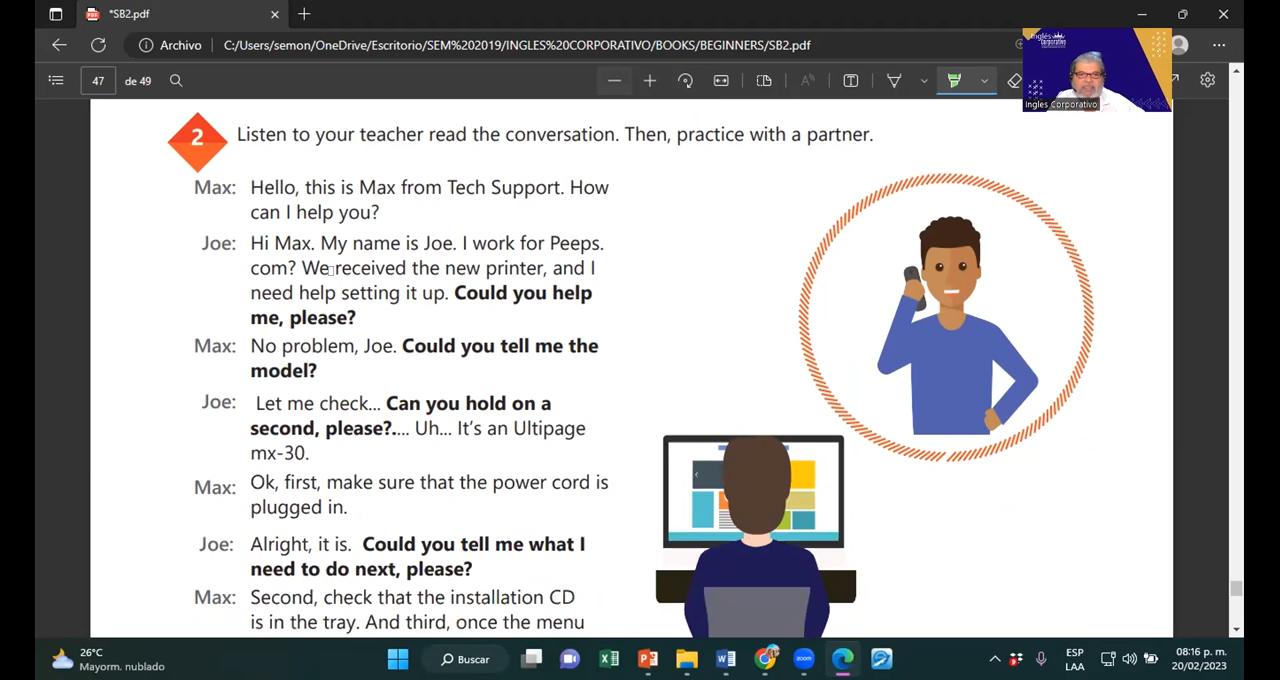 *SB2.pdf
Archivo
C:/Users/semon/OneDrive/Escritorio/SEM%202019/INGLES%20CORPORATIVO/BOOKS/BEGINNERS/SB2.pdf
47
de 49
Inglés
Corporativo
Ingles Corporativo
2
Listen to your teacher read the conversation. Then, practice with a partner.
Max: Hello, this is Max from Tech Support. How
can I help you?
Joe: Hi Max. My name is Joe. I work for Peeps.
com? We received the new printer, and I
need help setting it up. Could you help
me, please?
Max: No problem, Joe. Could you tell me the
model?
Joe: Let me check... Can you hold on a
second, please?.... Uh... It's an Ultipage
mx-30.
Max: Ok, first, make sure that the power cord is
plugged in.
Joe: Alright, it is. Could you tell me what I
need to do next, please?
Max: Second, check that the installation CD
is in the tray. And third, once the menu
26°C
Mayorm. nublado
Buscar
zoom
ESP
LAA
08:16 p. m.
20/02/2023